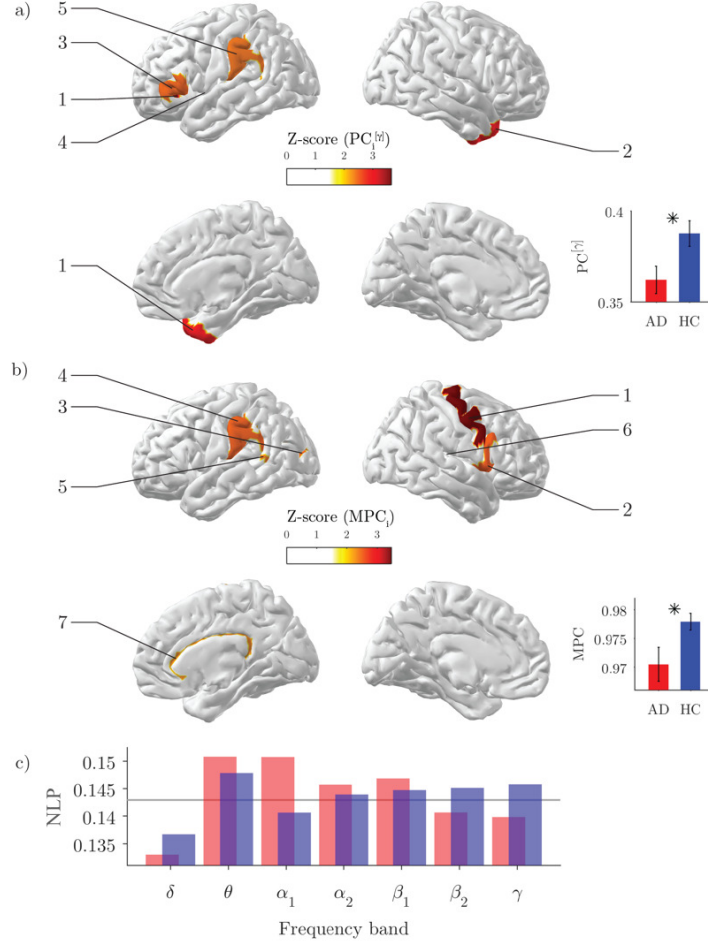 a)
5
3
1
4
2
Z-score (PCᵢ[γ])
0 1 2 3
1
0.4
0.35
PC[γ]
*
AD HC
b)
4
3
5
1
6
2
Z-score (MPCᵢ)
0 1 2 3
7
0.98
0.975
0.97
MPC
*
AD HC
c)
0.15
0.145
0.14
0.135
NLP
δ θ α₁ α₂ β₁ β₂ γ
Frequency band